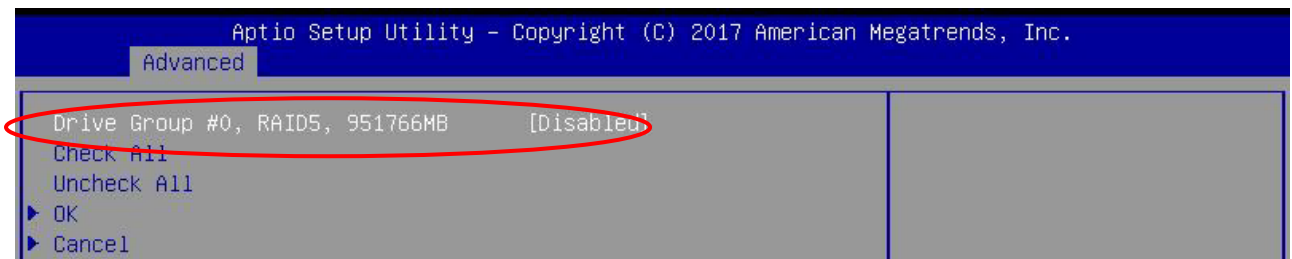 Aptio Setup Utility – Copyright (C) 2017 American Megatrends, Inc.
Advanced
Drive Group #0, RAID5, 951766MB [Disabled]
Check All
Uncheck All
OK
Cancel